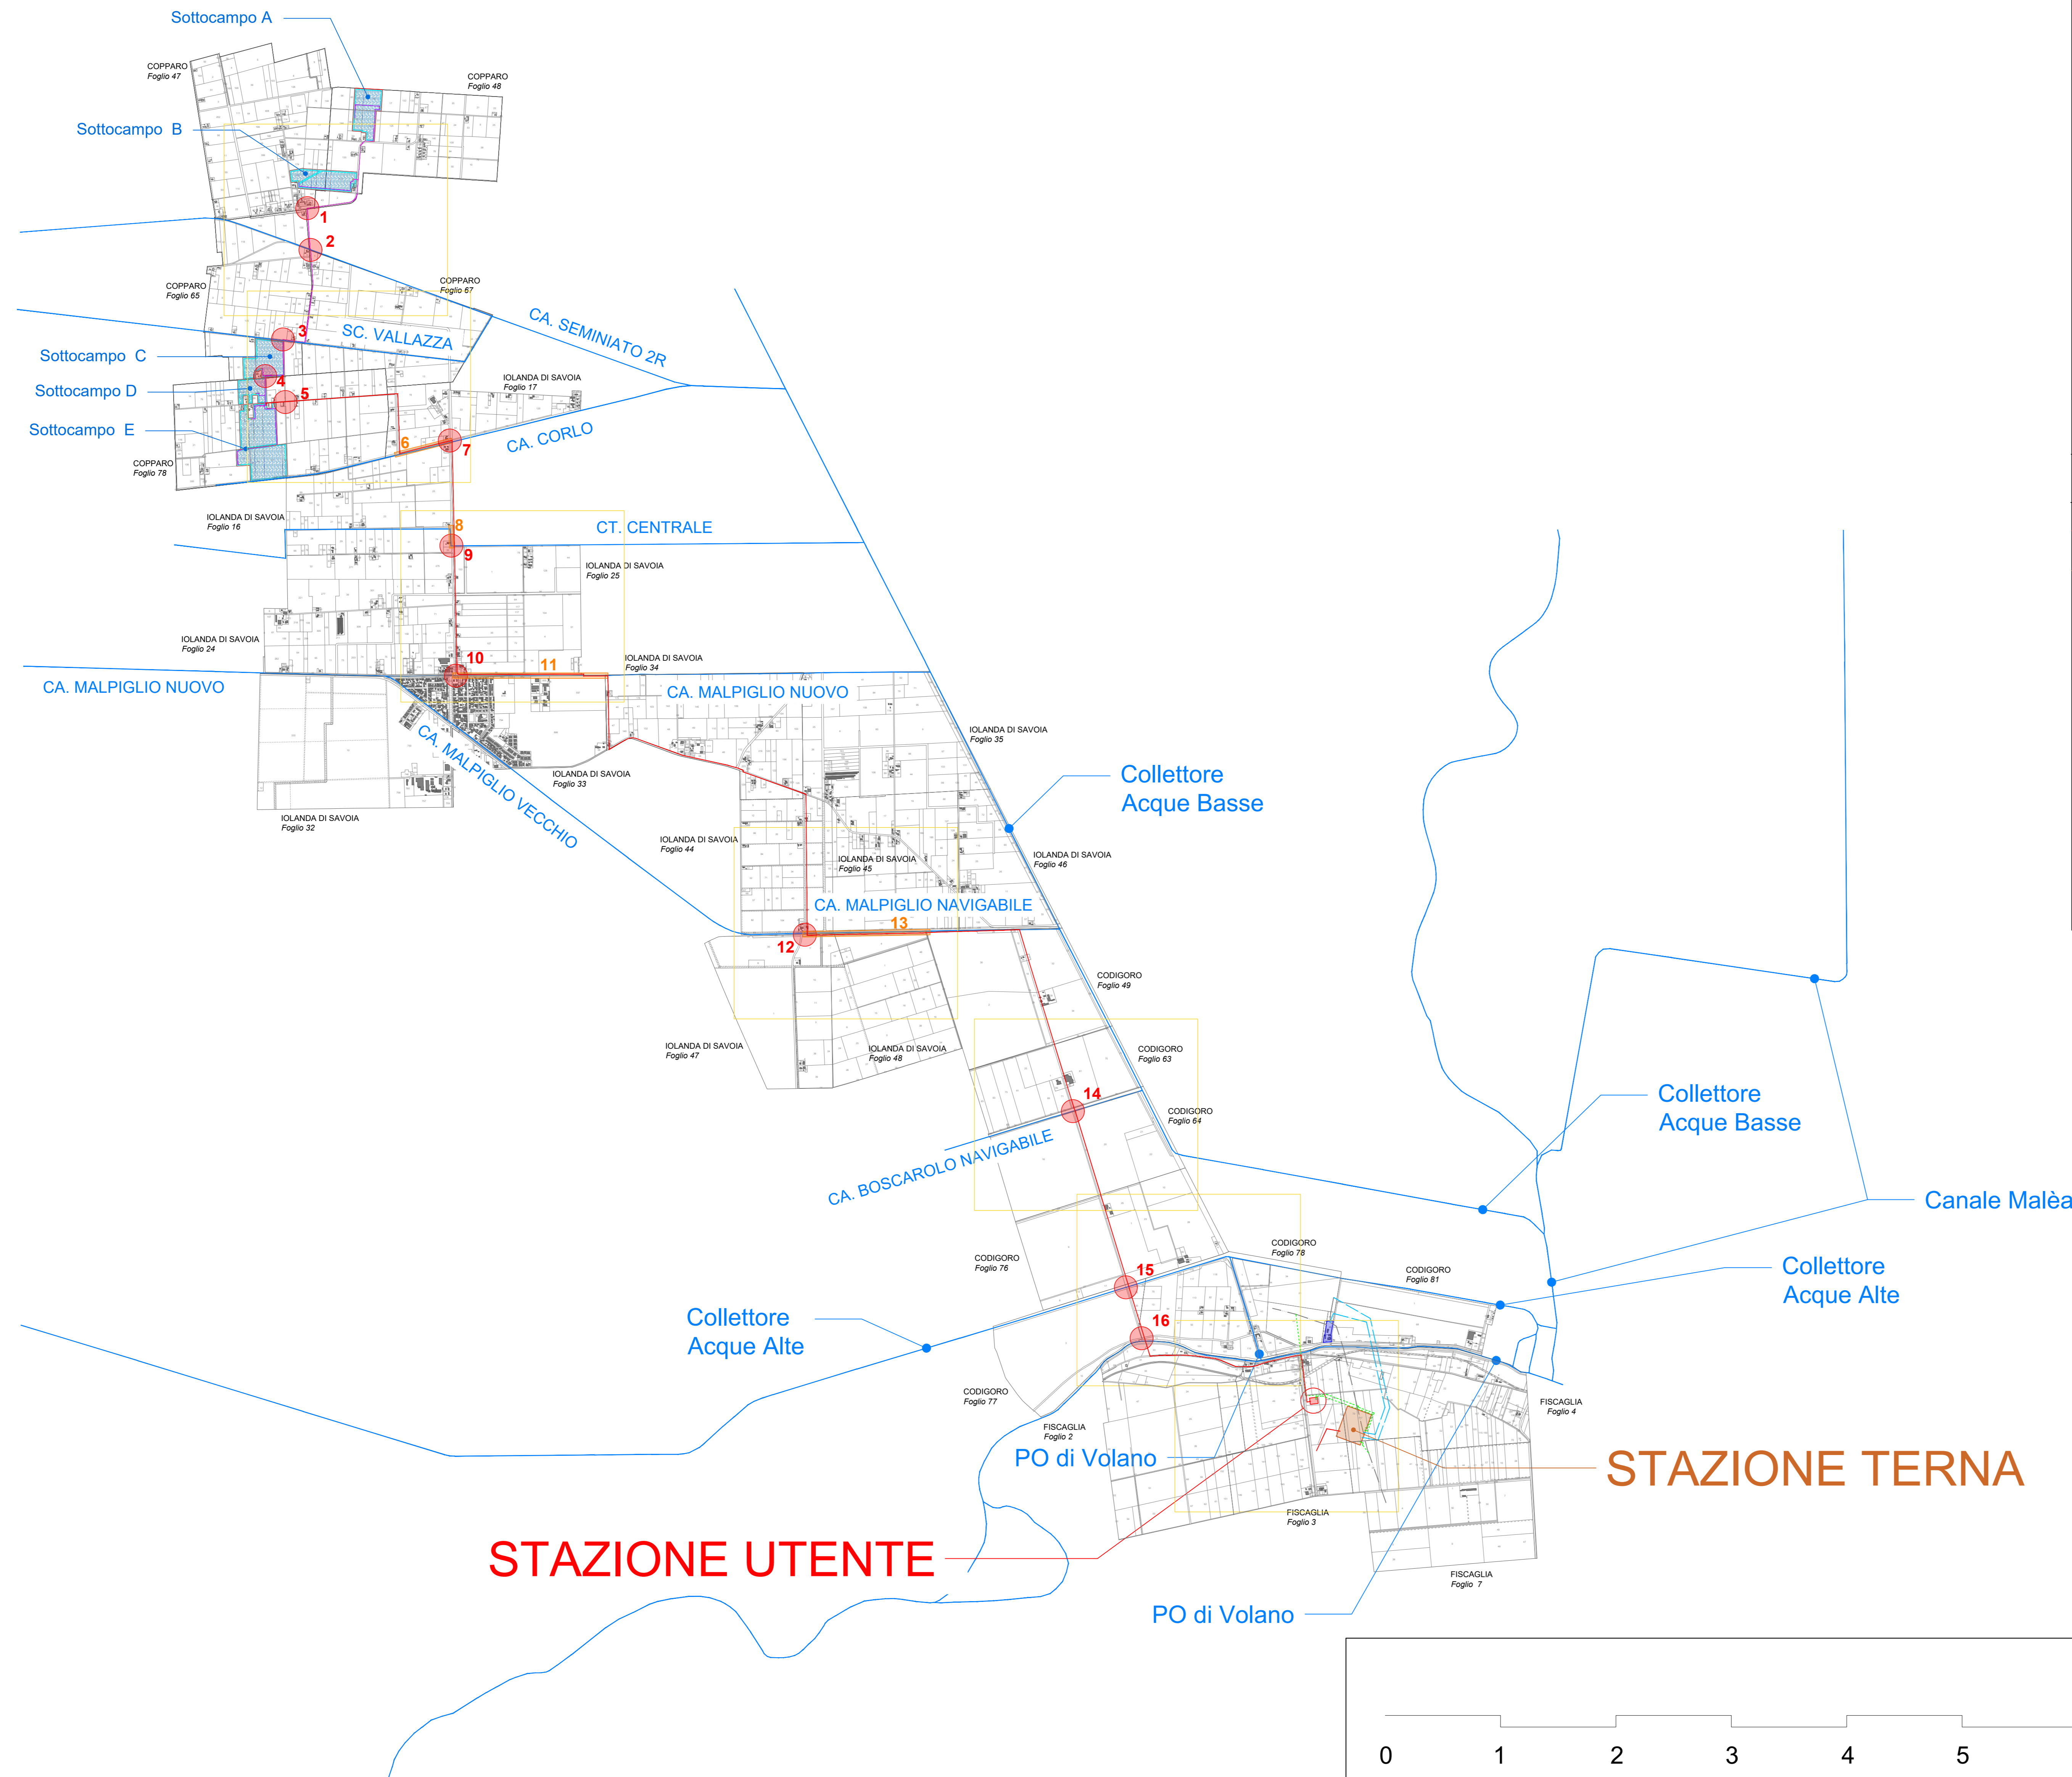 Sottocampo A
COPPARO
Foglio 47
COPPARO
Foglio 48
Sottocampo B
1
2
COPPARO
Foglio 65
COPPARO
Foglio 67
CA. SEMINIATO 2R
3
SC. VALLAZZA
Sottocampo C
4
Sottocampo D
5
IOLANDA DI SAVOIA
Foglio 17
Sottocampo E
6
7
CA. CORLO
COPPARO
Foglio 78
IOLANDA DI SAVOIA
Foglio 16
8
CT. CENTRALE
9
IOLANDA DI SAVOIA
Foglio 25
IOLANDA DI SAVOIA
Foglio 24
10
11
IOLANDA DI SAVOIA
Foglio 34
CA. MALPIGLIO NUOVO
CA. MALPIGLIO NUOVO
IOLANDA DI SAVOIA
Foglio 35
CA. MALPIGLIO VECCHIO
IOLANDA DI SAVOIA
Foglio 33
Collettore
Acque Basse
IOLANDA DI SAVOIA
Foglio 32
IOLANDA DI SAVOIA
Foglio 44
IOLANDA DI SAVOIA
Foglio 45
IOLANDA DI SAVOIA
Foglio 46
CA. MALPIGLIO NAVIGABILE
13
12
CODIGORO
Foglio 49
IOLANDA DI SAVOIA
Foglio 47
IOLANDA DI SAVOIA
Foglio 48
CODIGORO
Foglio 63
14
CODIGORO
Foglio 64
Collettore
Acque Basse
CA. BOSCAROLO NAVIGABILE
Canale Malèa
CODIGORO
Foglio 76
CODIGORO
Foglio 78
15
CODIGORO
Foglio 81
Collettore
Acque Alte
Collettore
Acque Alte
16
CODIGORO
Foglio 77
FISCAGLIA
Foglio 2
FISCAGLIA
Foglio 4
PO di Volano
STAZIONE TERNA
FISCAGLIA
Foglio 3
STAZIONE UTENTE
FISCAGLIA
Foglio 7
PO di Volano
0 1 2 3 4 5